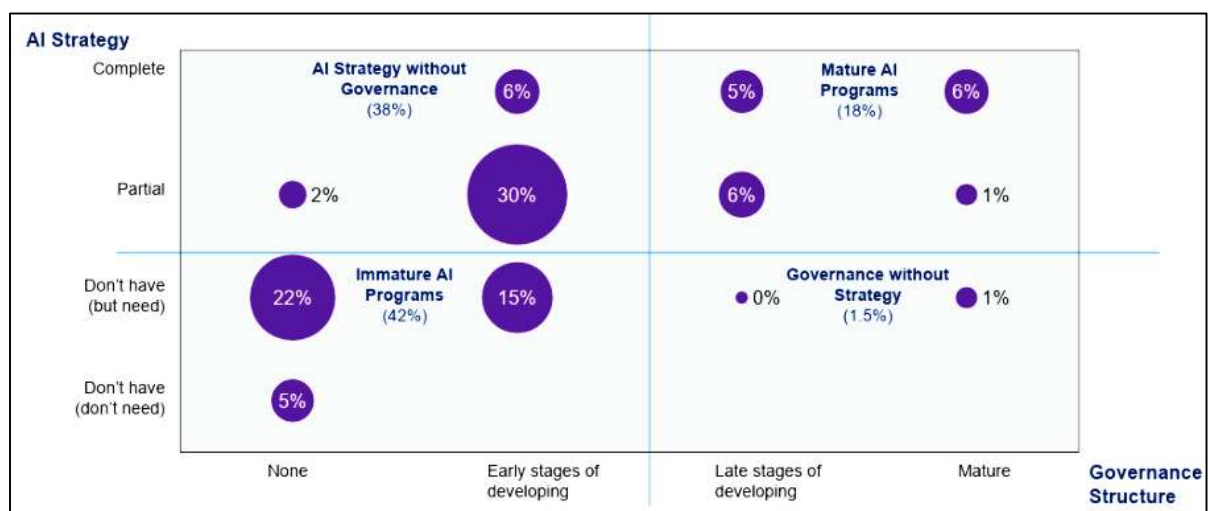 AI Strategy
Complete
AI Strategy without
Governance
(38%)
6%
5%
Mature AI
Programs
(18%)
6%
Partial
2%
30%
6%
1%
Don't have
(but need)
22%
Immature AI
Programs
(42%)
15%
0%
Governance without
Strategy
(1.5%)
1%
Don't have
(don't need)
5%
None
Early stages of
developing
Late stages of
developing
Mature
Governance
Structure